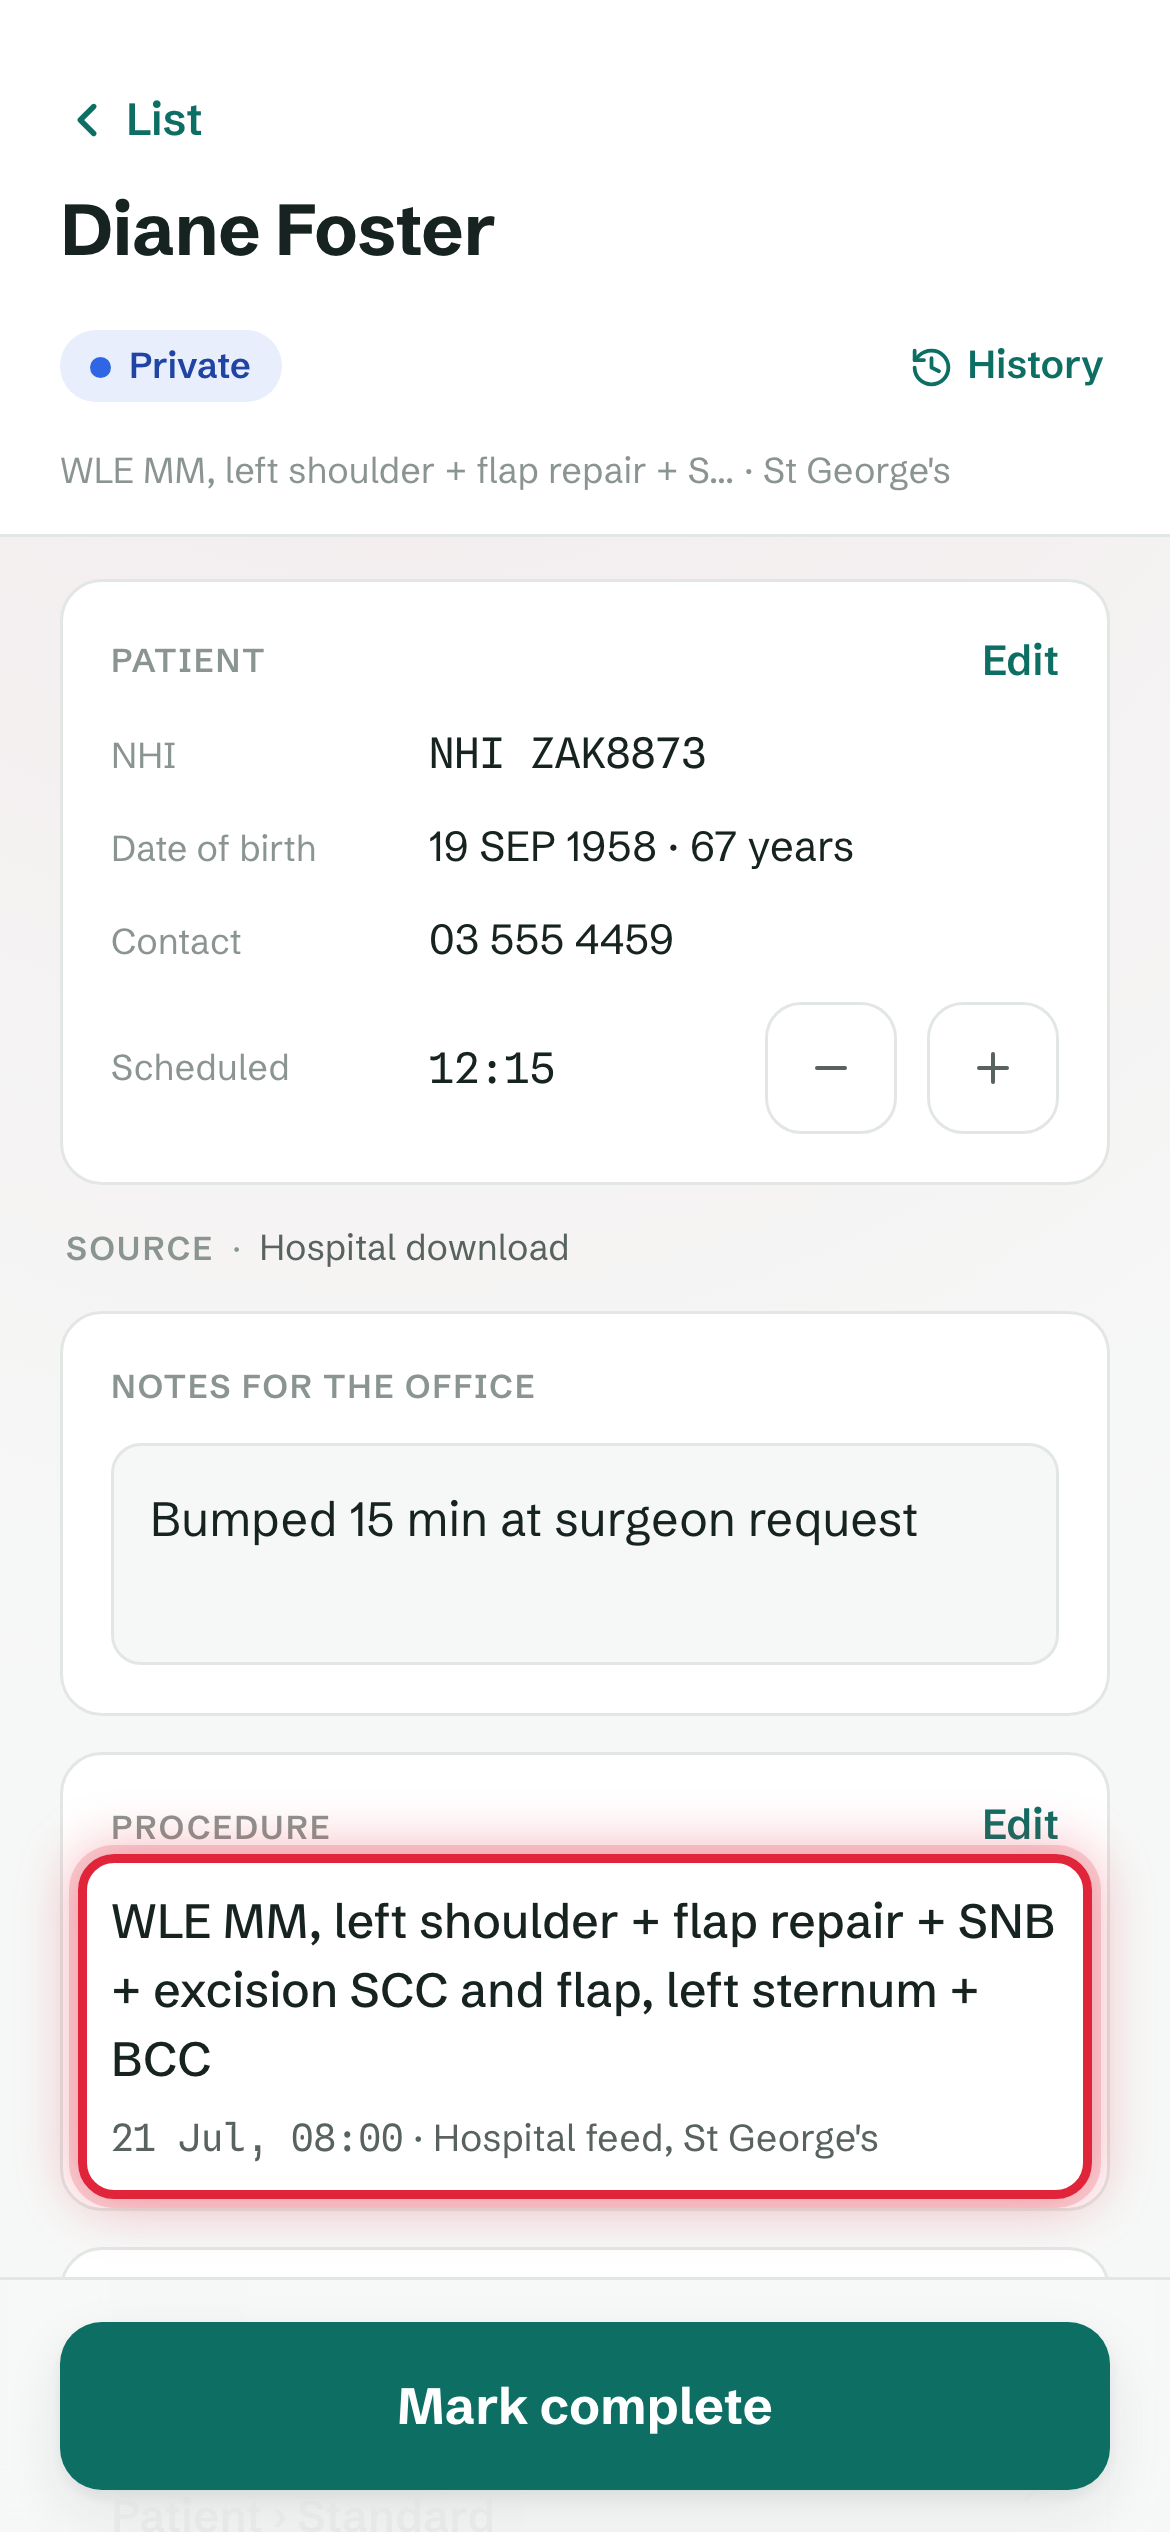 List
Diane Foster
Private
History
WLE MM, left shoulder + flap repair + S... · St George's
PATIENT
Edit
NHI
NHI ZAK8873
Date of birth
19 SEP 1958 · 67 years
Contact
03 555 4459
Scheduled
12:15
SOURCE · Hospital download
NOTES FOR THE OFFICE
Bumped 15 min at surgeon request
PROCEDURE
Edit
WLE MM, left shoulder + flap repair + SNB
+ excision SCC and flap, left sternum +
BCC
21 Jul, 08:00 · Hospital feed, St George's
Mark complete
Patient › Standard